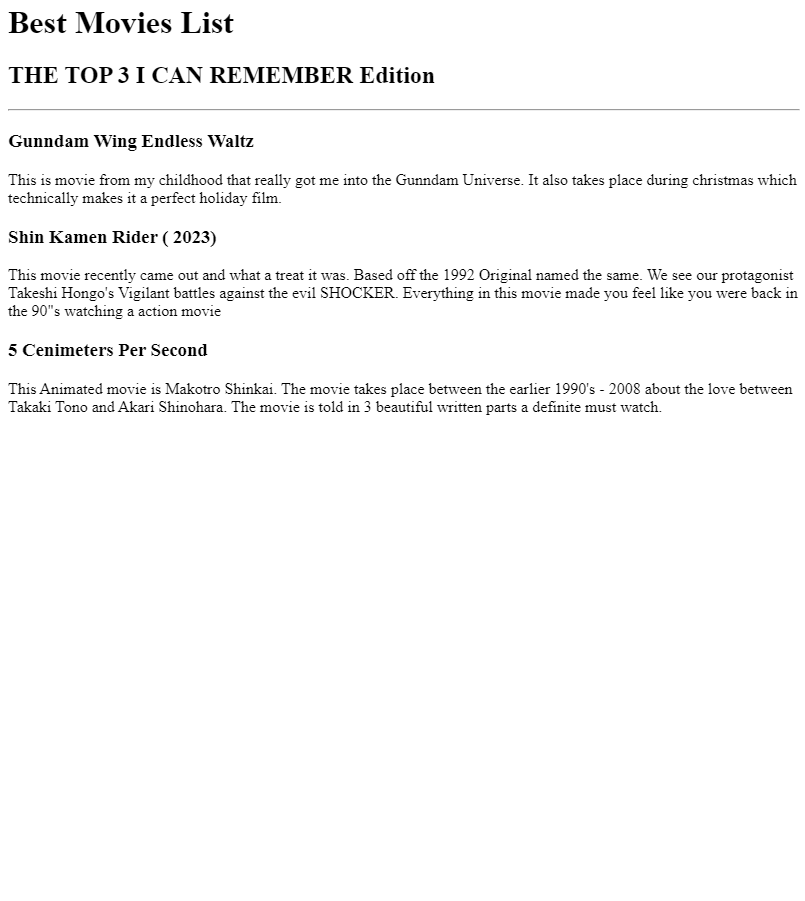 Best Movies List
THE TOP 3 I CAN REMEMBER Edition
Gunndam Wing Endless Waltz
This is movie from my childhood that really got me into the Gunndam Universe. It also takes place during christmas which
technically makes it a perfect holiday film.
Shin Kamen Rider ( 2023)
This movie recently came out and what a treat it was. Based off the 1992 Original named the same. We see our protagonist
Takeshi Hongo's Vigilant battles against the evil SHOCKER. Everything in this movie made you feel like you were back in
the 90"s watching a action movie
5 Cenimeters Per Second
This Animated movie is Makotro Shinkai. The movie takes place between the earlier 1990's - 2008 about the love between
Takaki Tono and Akari Shinohara. The movie is told in 3 beautiful written parts a definite must watch.